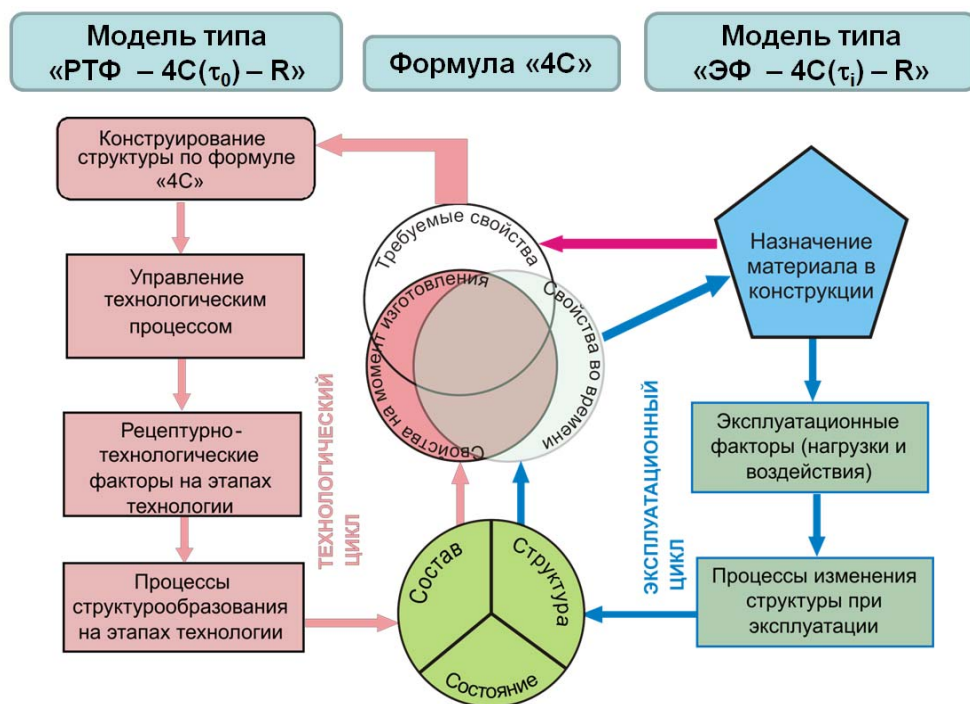 Модель типа
«РТФ – 4С(τ₀) – R»
Формула «4С»
Модель типа
«ЭФ – 4С(τᵢ) – R»
Конструирование
структуры по формуле
«4С»
Управление
технологическим
процессом
Рецептурно-
технологические
факторы на этапах
технологии
Процессы
структурообразования
на этапах технологии
ТЕХНОЛОГИЧЕСКИЙ
ЦИКЛ
Требуемые свойства
Свойства на момент изготовления
Свойства во времени
Состав
Структура
Состояние
ЭКСПЛУАТАЦИОННЫЙ
ЦИКЛ
Назначение
материала в
конструкции
Эксплуатационные
факторы (нагрузки и
воздействия)
Процессы изменения
структуры при
эксплуатации